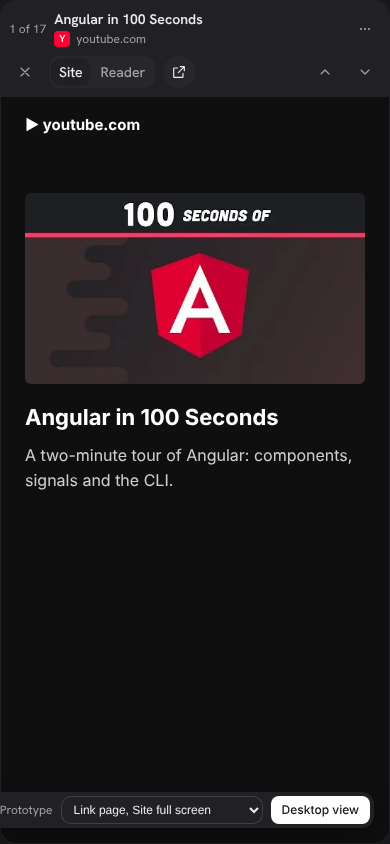 1 of 17
Angular in 100 Seconds
Y youtube.com
Site Reader
▶ youtube.com
100 SECONDS OF
A
Angular in 100 Seconds
A two-minute tour of Angular: components,
signals and the CLI.
Prototype Link page, Site full screen Desktop view